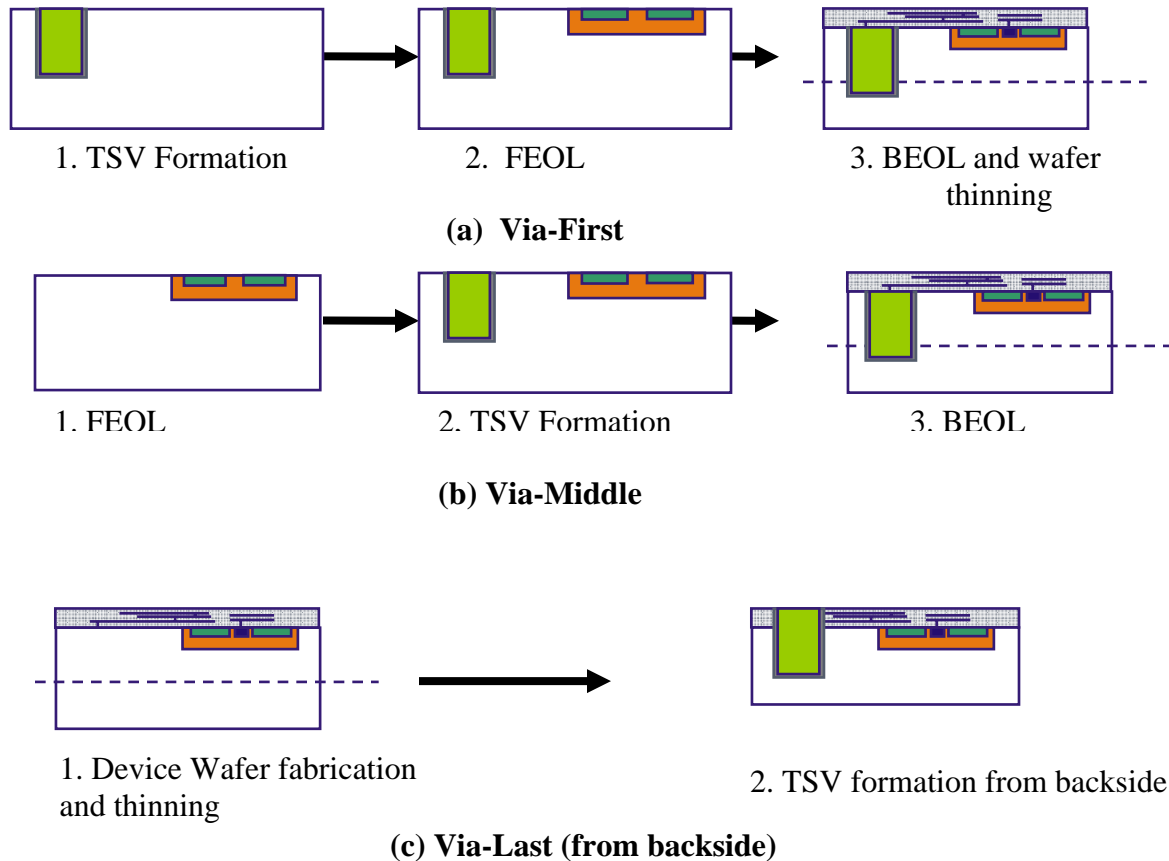 1. TSV Formation
2. FEOL
3. BEOL and wafer
thinning
(a) Via-First
1. FEOL
2. TSV Formation
3. BEOL
(b) Via-Middle
1. Device Wafer fabrication
and thinning
2. TSV formation from backside
(c) Via-Last (from backside)